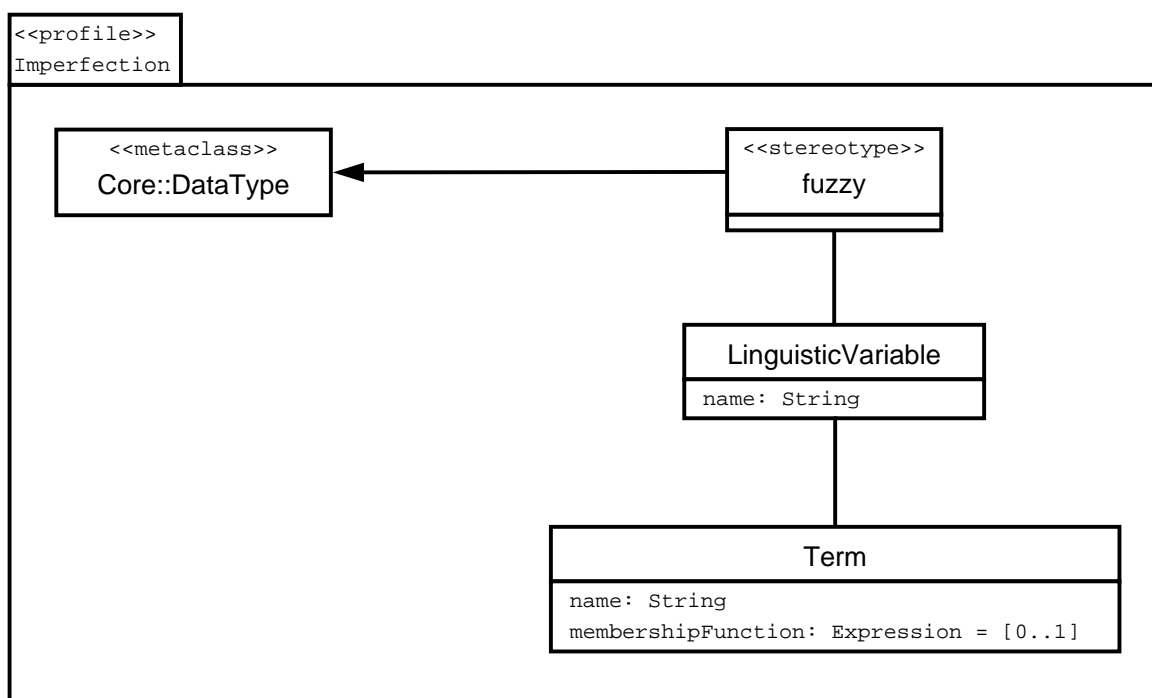 <<profile>>
Imperfection
<<metaclass>>
Core::DataType
<<stereotype>>
fuzzy
LinguisticVariable
name: String
Term
name: String
membershipFunction: Expression = [0..1]